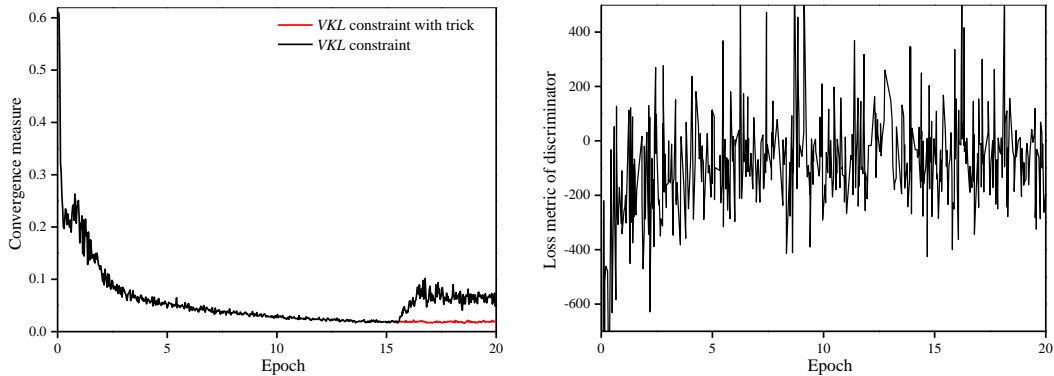 VKL constraint with trick
VKL constraint
Convergence measure
0.6
0.5
0.4
0.3
0.2
0.1
0.0
0 5 10 15 20
Epoch
Loss metric of discriminator
400
200
0
-200
-400
-600
0 5 10 15 20
Epoch